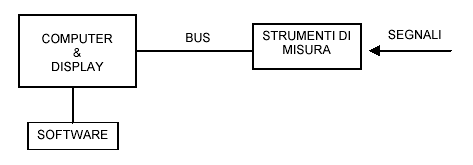 COMPUTER
&
DISPLAY
BUS
STRUMENTI DI
MISURA
SEGNALI
SOFTWARE